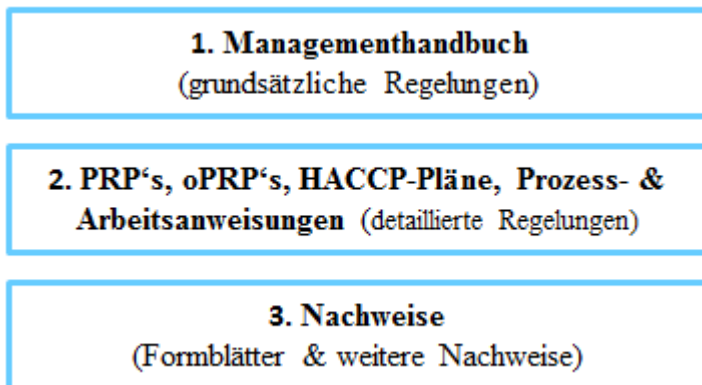 1. Managementhandbuch
(grundsätzliche Regelungen)
2. PRP‘s, oPRP‘s, HACCP-Pläne, Prozess- &
Arbeitsanweisungen (detaillierte Regelungen)
3. Nachweise
(Formblätter & weitere Nachweise)